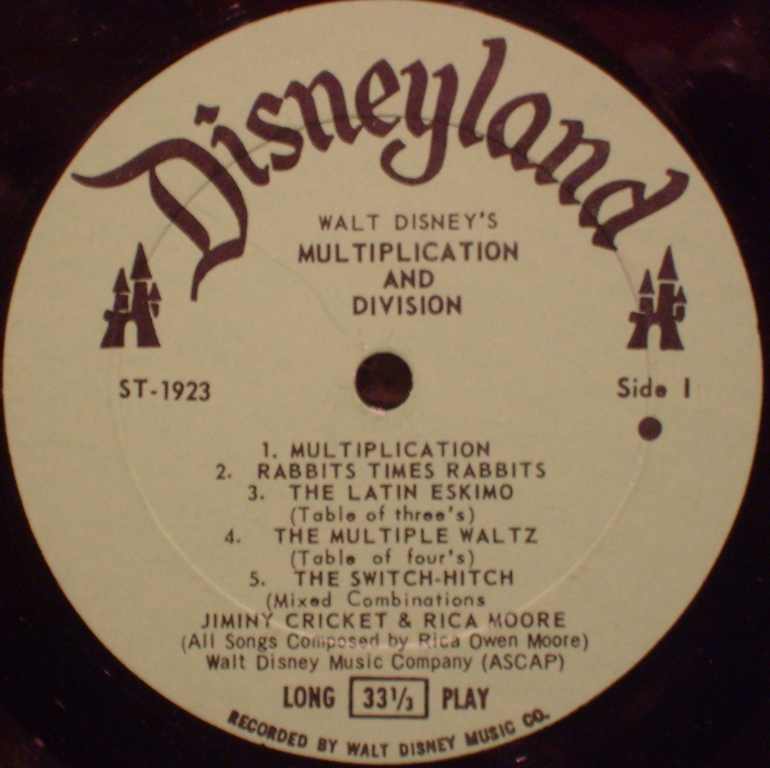 Disneyland
WALT DISNEY'S
MULTIPLICATION
AND
DIVISION
ST-1923
Side 1
1. MULTIPLICATION
2. RABBITS TIMES RABBITS
3. THE LATIN ESKIMO
(Table of three's)
4. THE MULTIPLE WALTZ
(Table of four's)
5. THE SWITCH-HITCH
(Mixed Combinations
JIMINY CRICKET & RICA MOORE
(All Songs Composed by Rica Owen Moore)
Walt Disney Music Company (ASCAP)
LONG 33⅓ PLAY
RECORDED BY WALT DISNEY MUSIC CO.